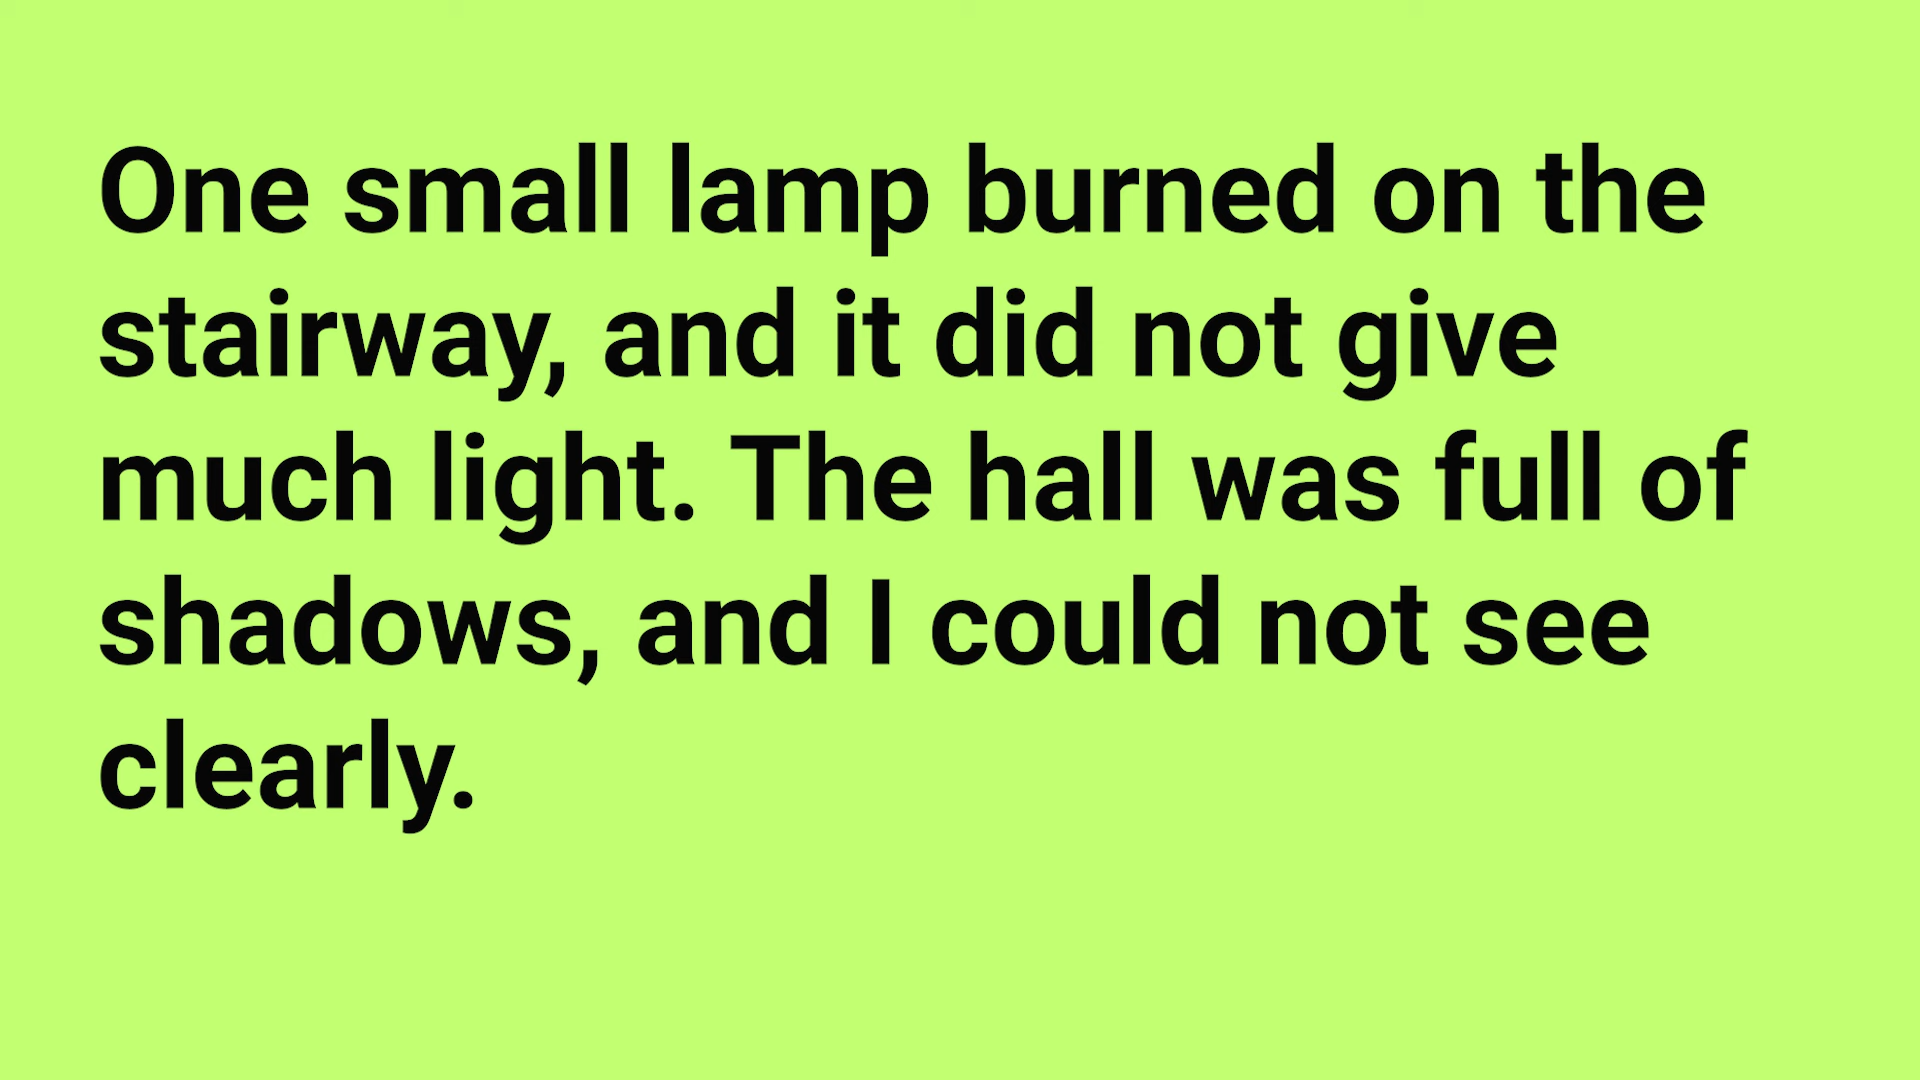 One small lamp burned on the
stairway, and it did not give
much light. The hall was full of
shadows, and I could not see
clearly.